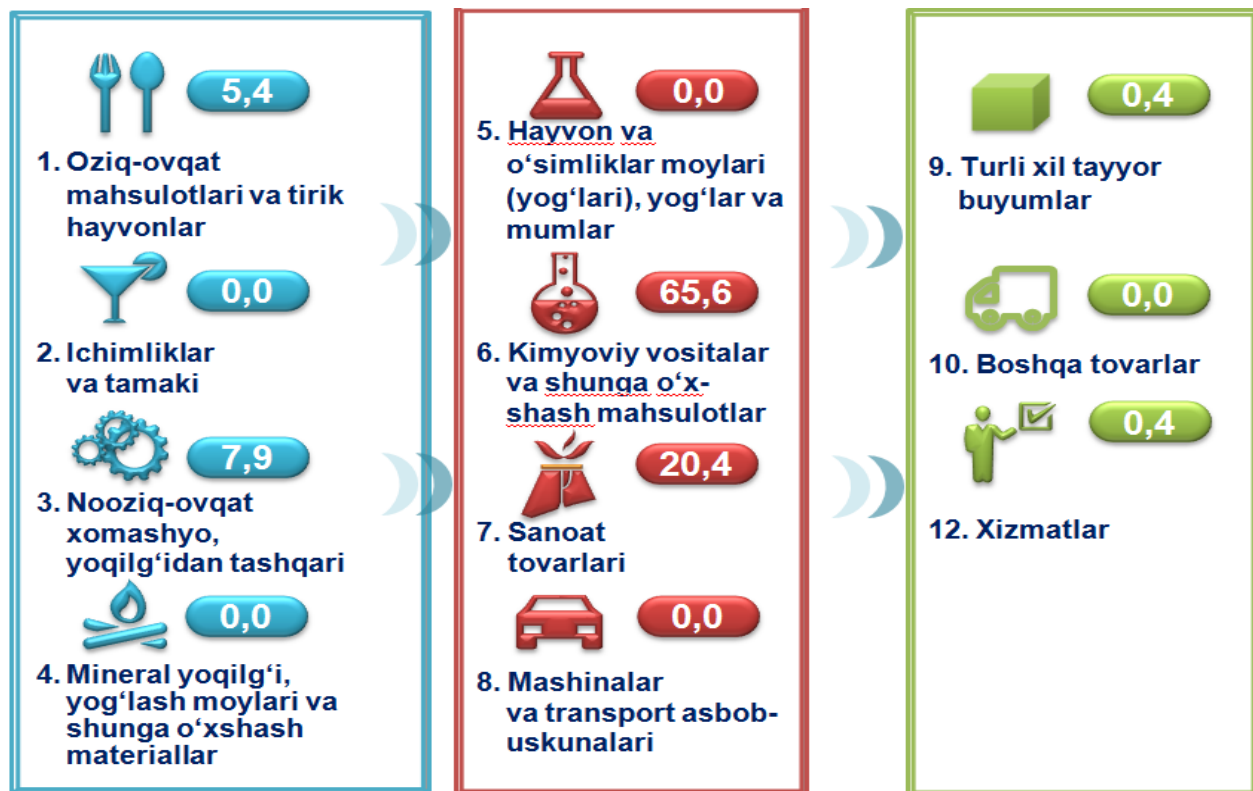 5,4
1. Oziq-ovqat
mahsulotlari va tirik
hayvonlar
0,0
2. Ichimliklar
va tamaki
7,9
3. Nooziq-ovqat
xomashyo,
yoqilg‘idan tashqari
0,0
4. Mineral yoqilg‘i,
yog‘lash moylari va
shunga o‘xshash
materiallar
0,0
5. Hayvon va
o‘simliklar moylari
(yog‘lari), yog‘lar va
mumlar
65,6
6. Kimyoviy vositalar
va shunga o‘x-
shash mahsulotlar
20,4
7. Sanoat
tovarlari
0,0
8. Mashinalar
va transport asbob-
uskunalari
0,4
9. Turli xil tayyor
buyumlar
0,0
10. Boshqa tovarlar
0,4
12. Xizmatlar